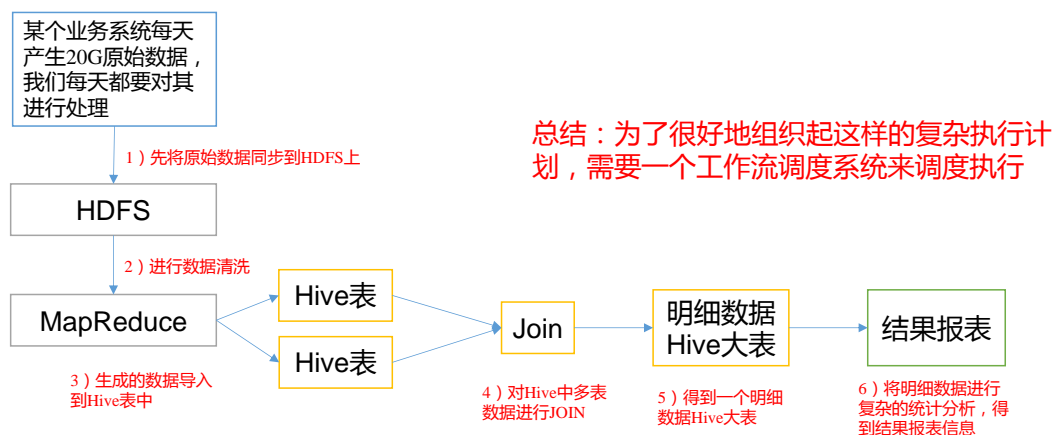 某个业务系统每天
产生20G原始数据，
我们每天都要对其
进行处理
1）先将原始数据同步到HDFS上
总结：为了很好地组织起这样的复杂执行计
划，需要一个工作流调度系统来调度执行
HDFS
2）进行数据清洗
MapReduce
Hive表
Hive表
Join
明细数据
Hive大表
结果报表
3）生成的数据导入
到Hive表中
4）对Hive中多表
数据进行JOIN
5）得到一个明细
数据Hive大表
6）将明细数据进行
复杂的统计分析，得
到结果报表信息